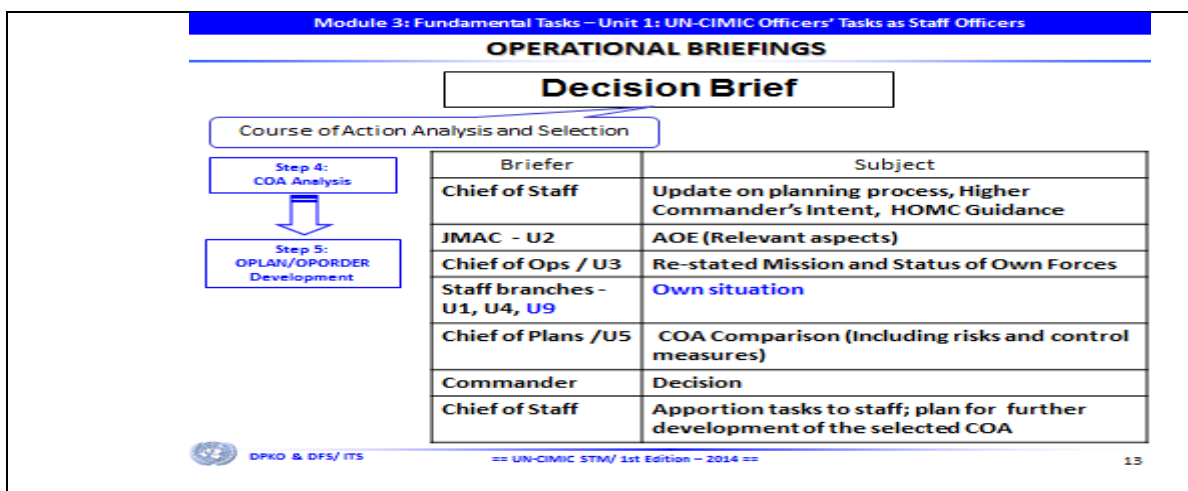 Module 3: Fundamental Tasks – Unit 1: UN-CIMIC Officers' Tasks as Staff Officers
OPERATIONAL BRIEFINGS
Decision Brief
Course of Action Analysis and Selection
Step 4:
COA Analysis
Step 5:
OPLAN/OPORDER
Development
Briefer Subject
Chief of Staff Update on planning process, Higher
Commander's Intent, HOMC Guidance
JMAC - U2 AOE (Relevant aspects)
Chief of Ops / U3 Re-stated Mission and Status of Own Forces
Staff branches - Own situation
U1, U4, U9
Chief of Plans /U5 COA Comparison (Including risks and control
measures)
Commander Decision
Chief of Staff Apportion tasks to staff; plan for further
development of the selected COA
DPKO & DFS/ ITS == UN-CIMIC STM/ 1st Edition – 2014 == 13